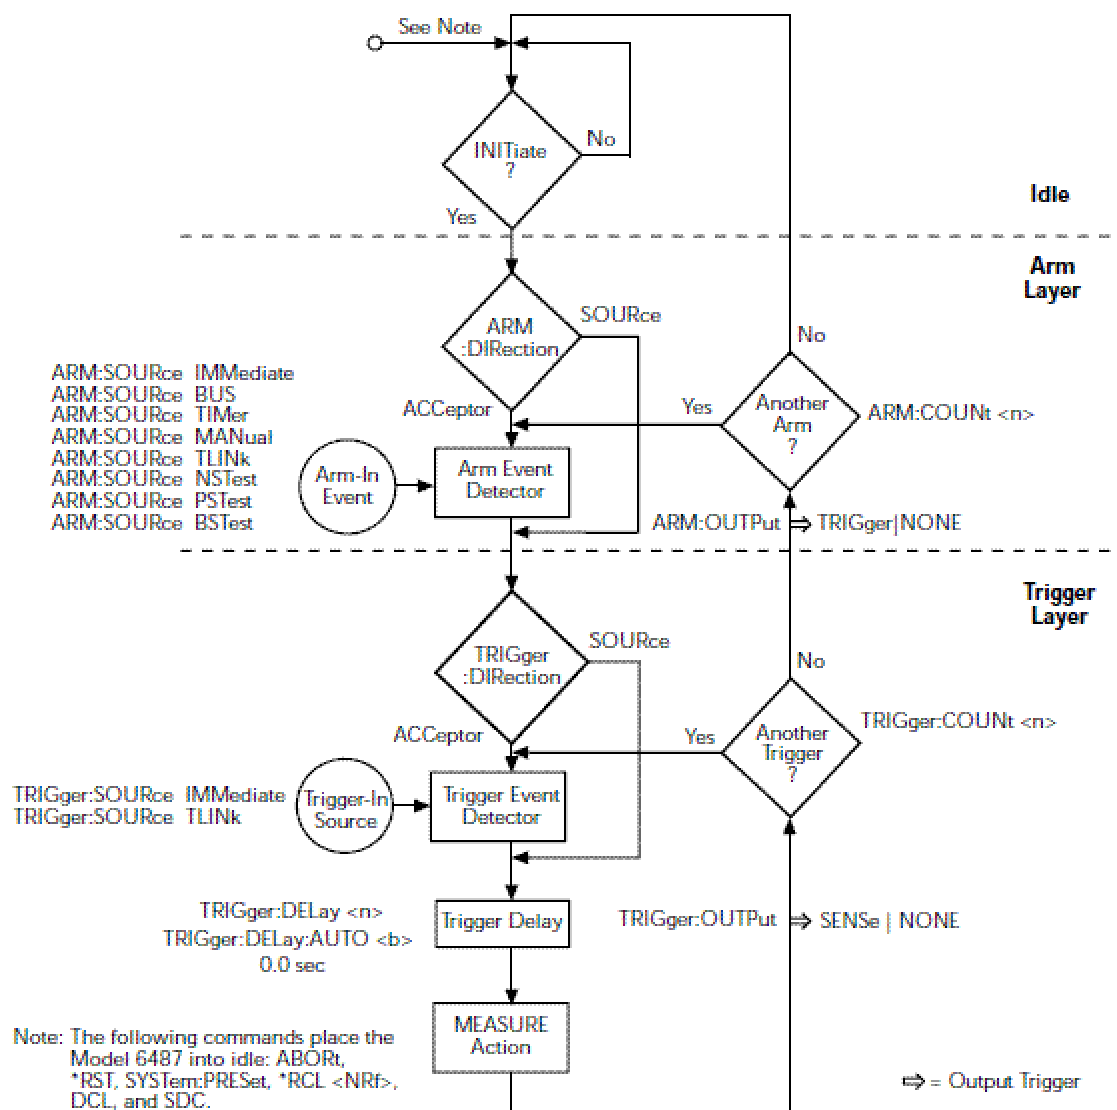 See Note
INITiate
?
No
Yes
Idle
Arm
Layer
ARM
:DIRection
SOURce
ACCeptor
No
Another
Arm
?
Yes
ARM:COUNt <n>
ARM:SOURce IMMediate
ARM:SOURce BUS
ARM:SOURce TIMer
ARM:SOURce MANual
ARM:SOURce TLINk
ARM:SOURce NSTest
ARM:SOURce PSTest
ARM:SOURce BSTest
Arm-In
Event
Arm Event
Detector
ARM:OUTPut ⇒ TRIGger|NONE
Trigger
Layer
TRIGger
:DIRection
SOURce
ACCeptor
No
Another
Trigger
?
Yes
TRIGger:COUNt <n>
TRIGger:SOURce IMMediate
TRIGger:SOURce TLINk
Trigger-In
Source
Trigger Event
Detector
TRIGger:DELay <n>
TRIGger:DELay:AUTO <b>
0.0 sec
Trigger Delay
TRIGger:OUTPut ⇒ SENSe | NONE
MEASURE
Action
Note: The following commands place the
Model 6487 into idle: ABORt,
*RST, SYSTem:PRESet, *RCL <NRf>,
DCL, and SDC.
⇒ = Output Trigger